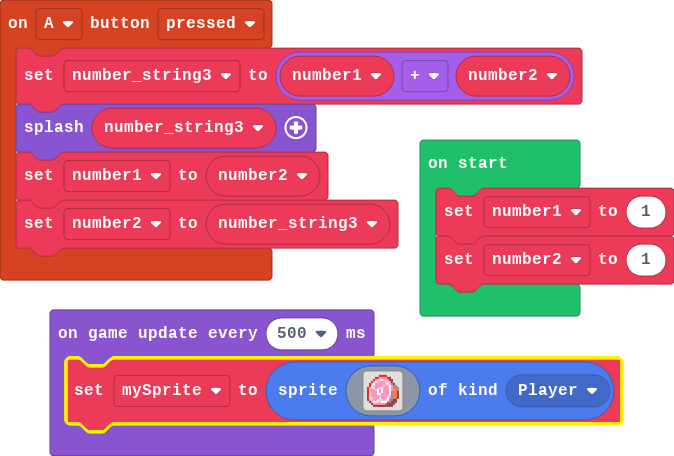 on A button pressed
set number_string3 to number1 + number2
splash number_string3
set number1 to number2
set number2 to number_string3
on start
set number1 to 1
set number2 to 1
on game update every 500 ms
set mySprite to sprite of kind Player